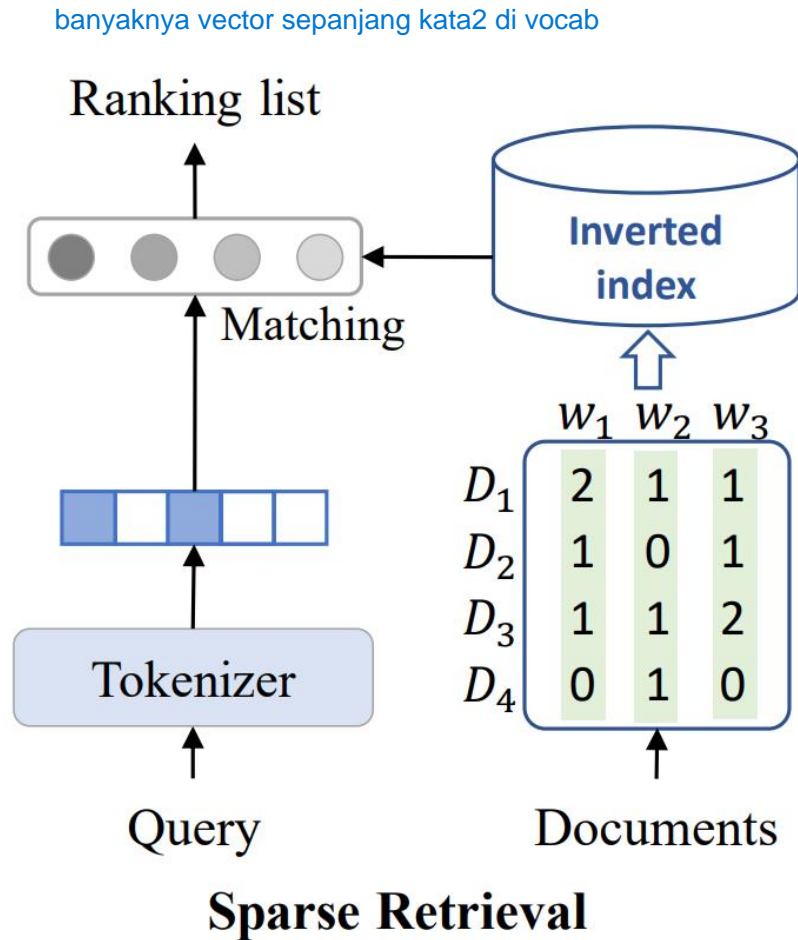 banyaknya vector sepanjang kata2 di vocab
Ranking list
Inverted
index
Matching
w₁ w₂ w₃
D₁ 2 1 1
D₂ 1 0 1
D₃ 1 1 2
D₄ 0 1 0
Tokenizer
Query
Documents
Sparse Retrieval